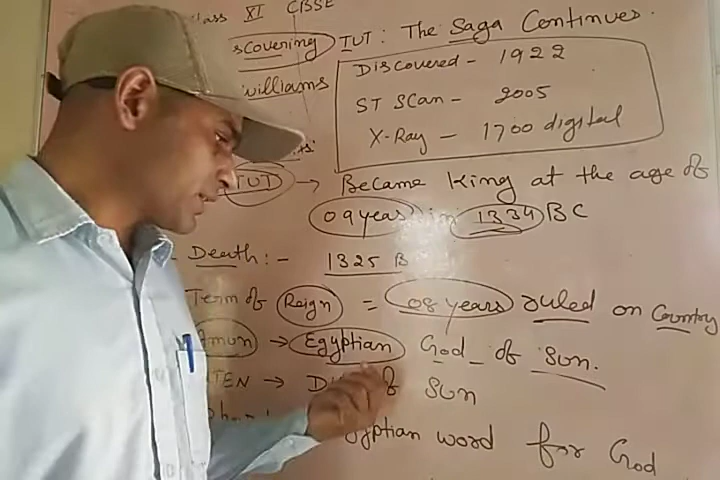 class XI CBSE
scovering TUT: The Saga Continues.
williams
Discovered - 1922
ST Scan - 2005
X-Ray - 1700 digital
TUT → Became King at the age of
09 years in 1334 BC
Death:- 1325 B
Term of Reign = 08 years ruled on Country
Amun → Egyptian God of Sun.
TEN → of Sun
gyptian word for God